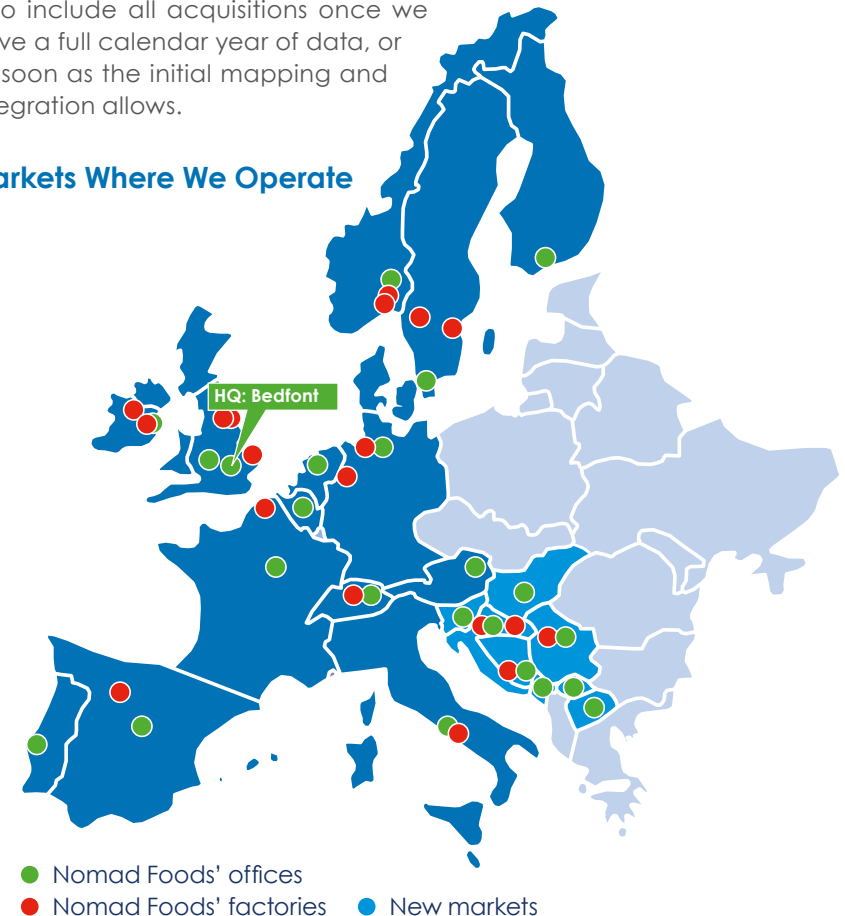 o include all acquisitions once we
ve a full calendar year of data, or
soon as the initial mapping and
egration allows.
arkets Where We Operate
HQ: Bedfont
Nomad Foods’ offices
Nomad Foods’ factories
New markets